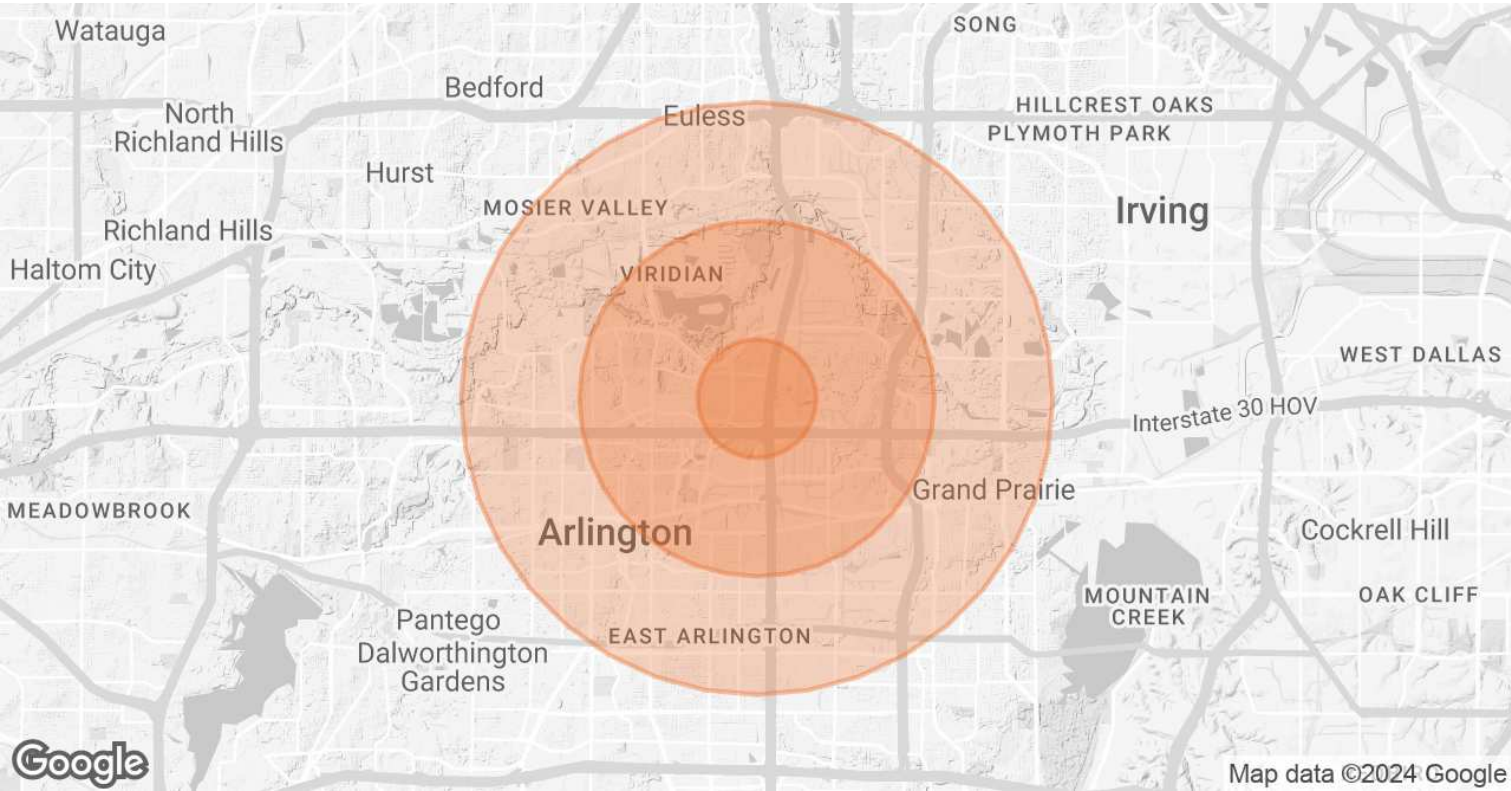 Watauga
SONG
Bedford
North
Richland Hills
Euless
HILLCREST OAKS
PLYMOTH PARK
Hurst
MOSIER VALLEY
Irving
Richland Hills
Haltom City
VIRIDIAN
WEST DALLAS
Interstate 30 HOV
Grand Prairie
MEADOWBROOK
Arlington
Cockrell Hill
MOUNTAIN
CREEK
OAK CLIFF
Pantego
EAST ARLINGTON
Dalworthington
Gardens
Google
Map data ©2024 Google